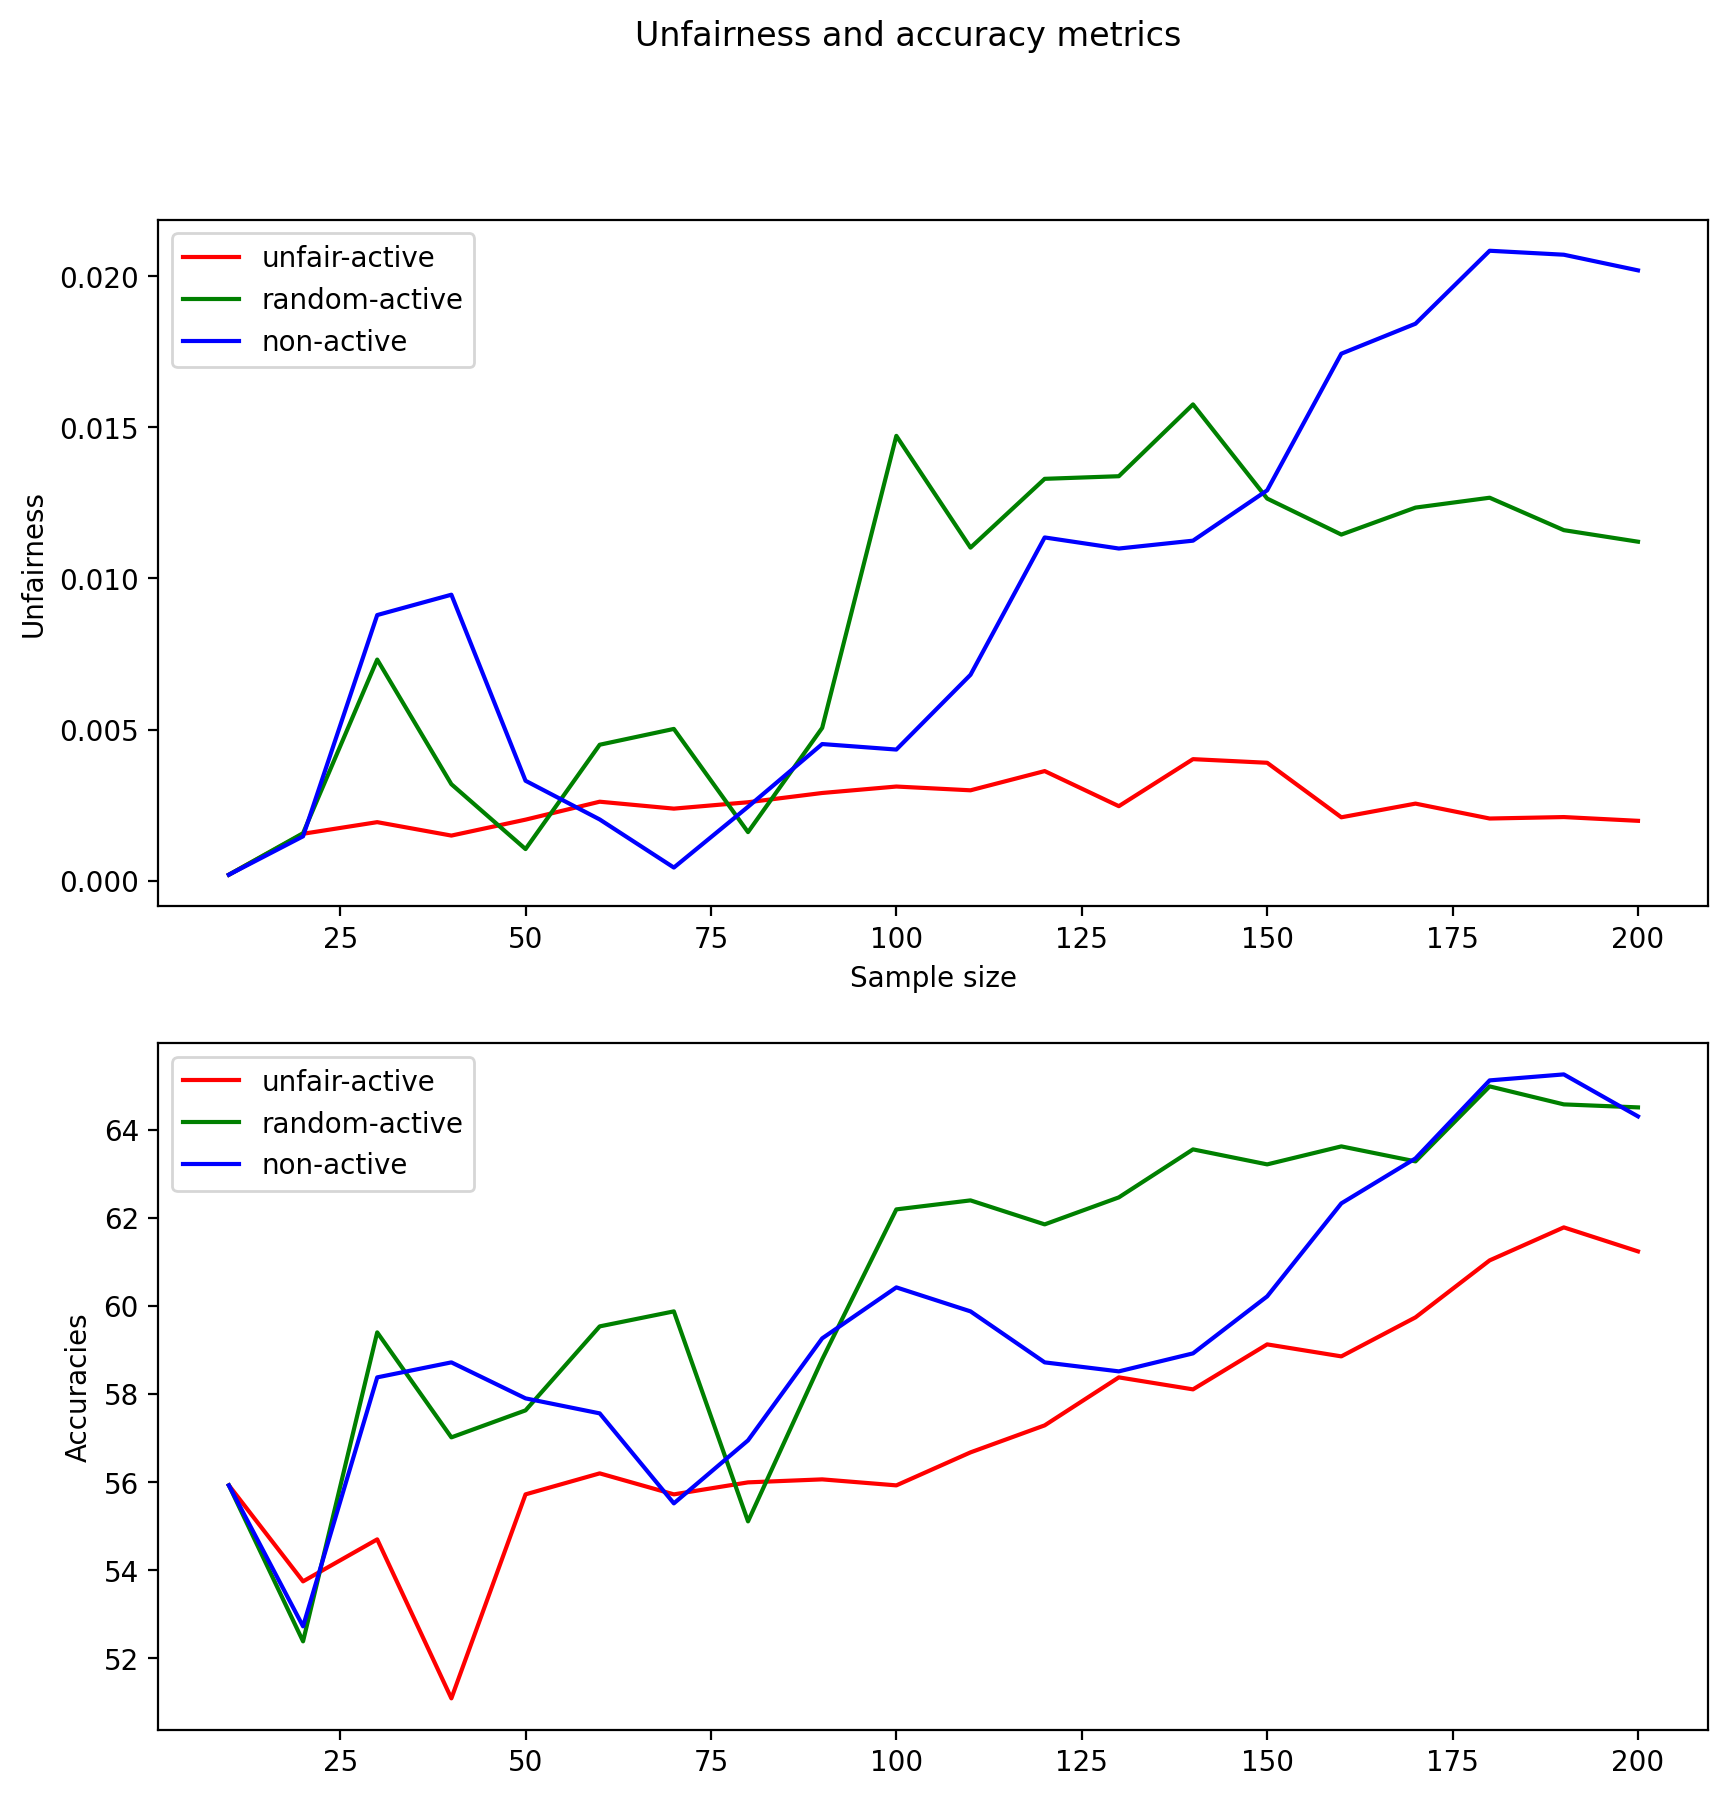 Unfairness and accuracy metrics
unfair-active
random-active
non-active
0.020
0.015
0.010
0.005
0.000
Unfairness
25 50 75 100 125 150 175 200
Sample size
unfair-active
random-active
non-active
64
62
60
58
56
54
52
Accuracies
25 50 75 100 125 150 175 200